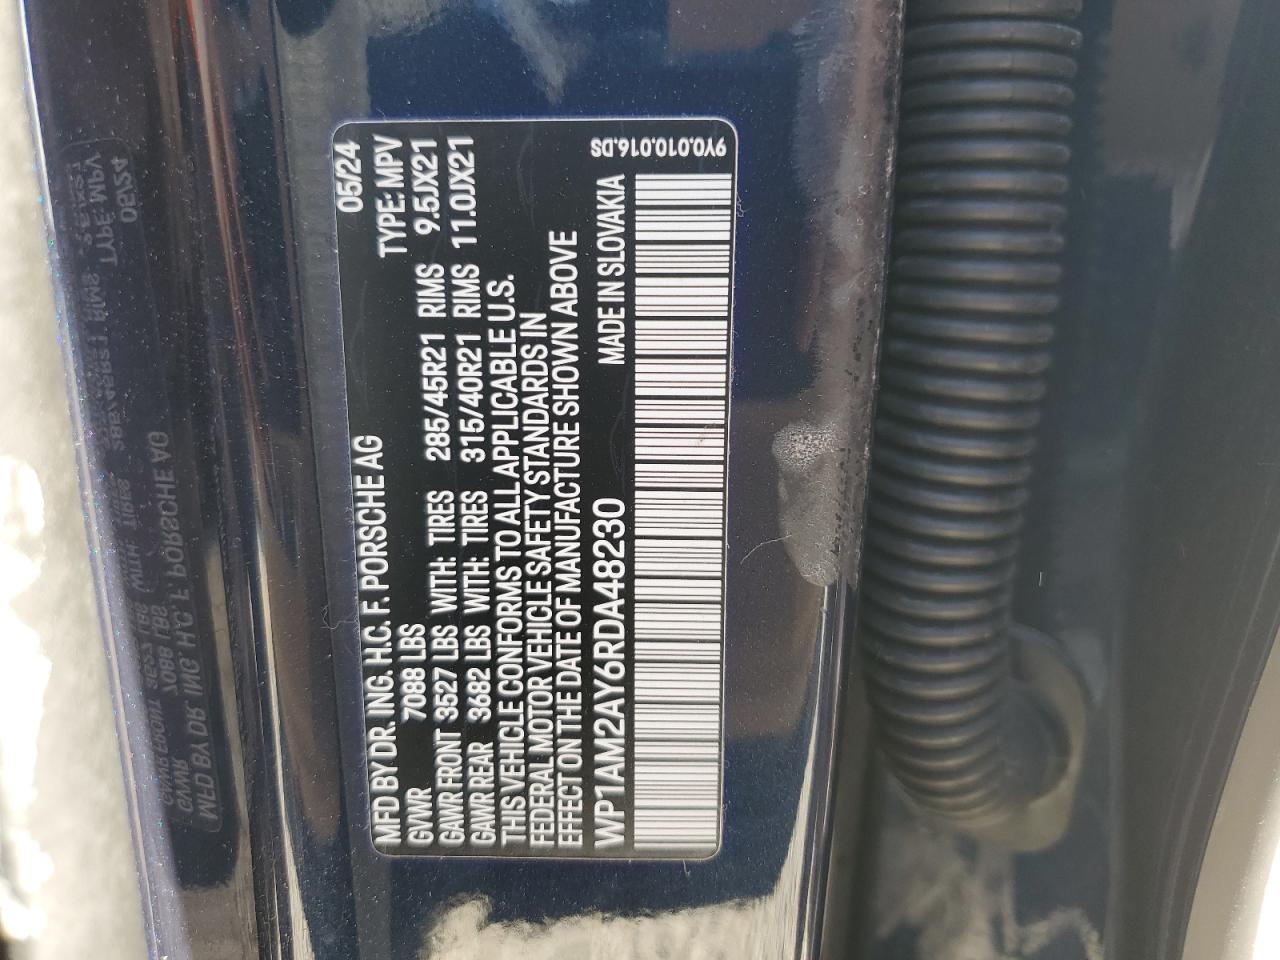 MFD BY DR. ING. H.C. F. PORSCHE AG 05/24
GVWR 7088 LBS TYPE: MPV
GAWR FRONT 3527 LBS WITH: TIRES 285/45R21 RIMS 9.5JX21
GAWR REAR 3682 LBS WITH: TIRES 315/40R21 RIMS 11.0JX21
THIS VEHICLE CONFORMS TO ALL APPLICABLE U.S.
FEDERAL MOTOR VEHICLE SAFETY STANDARDS IN
EFFECT ON THE DATE OF MANUFACTURE SHOWN ABOVE
WP1AM2AY6RDA48230 MADE IN SLOVAKIA
9Y0.010.016.DS